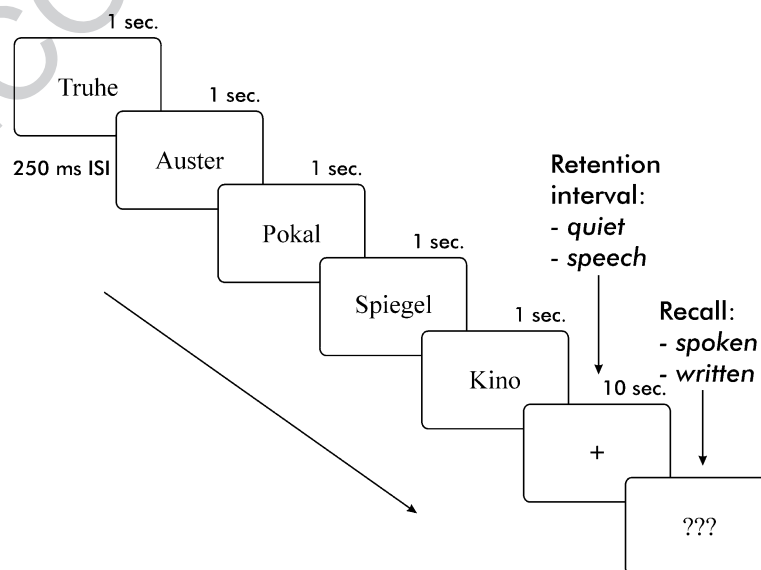 1 sec.
Truhe
1 sec.
250 ms ISI
Auster
1 sec.
Pokal
1 sec.
Spiegel
1 sec.
Kino
Retention
interval:
- quiet
- speech
10 sec.
+
Recall:
- spoken
- written
???